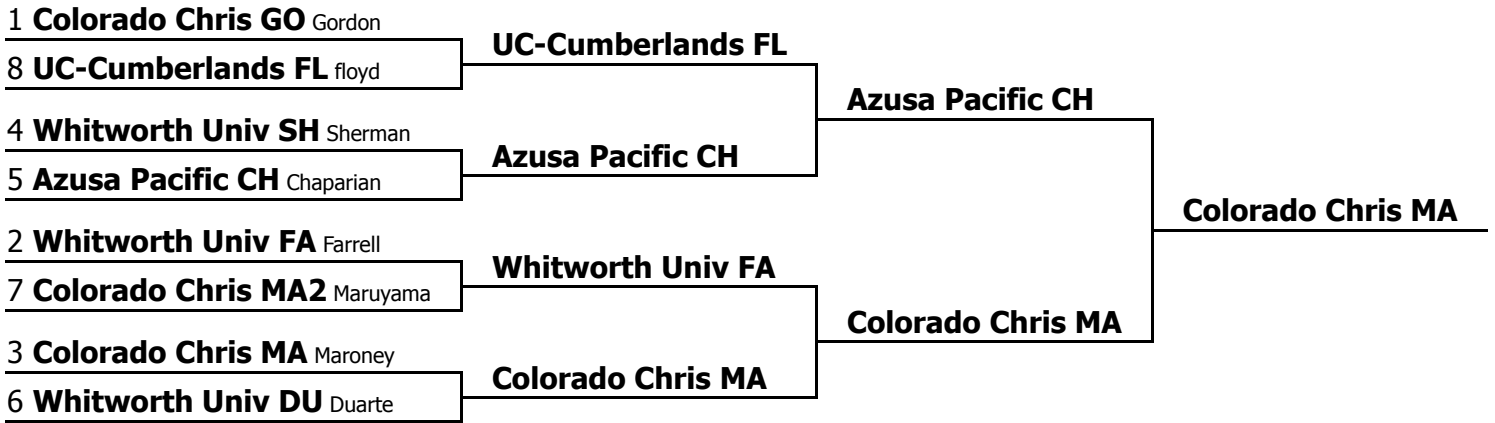 1 Colorado Chris GO Gordon
8 UC-Cumberlands FL floyd
4 Whitworth Univ SH Sherman
5 Azusa Pacific CH Chaparian
2 Whitworth Univ FA Farrell
7 Colorado Chris MA2 Maruyama
3 Colorado Chris MA Maroney
6 Whitworth Univ DU Duarte
UC-Cumberlands FL
Azusa Pacific CH
Whitworth Univ FA
Colorado Chris MA
Azusa Pacific CH
Colorado Chris MA
Colorado Chris MA